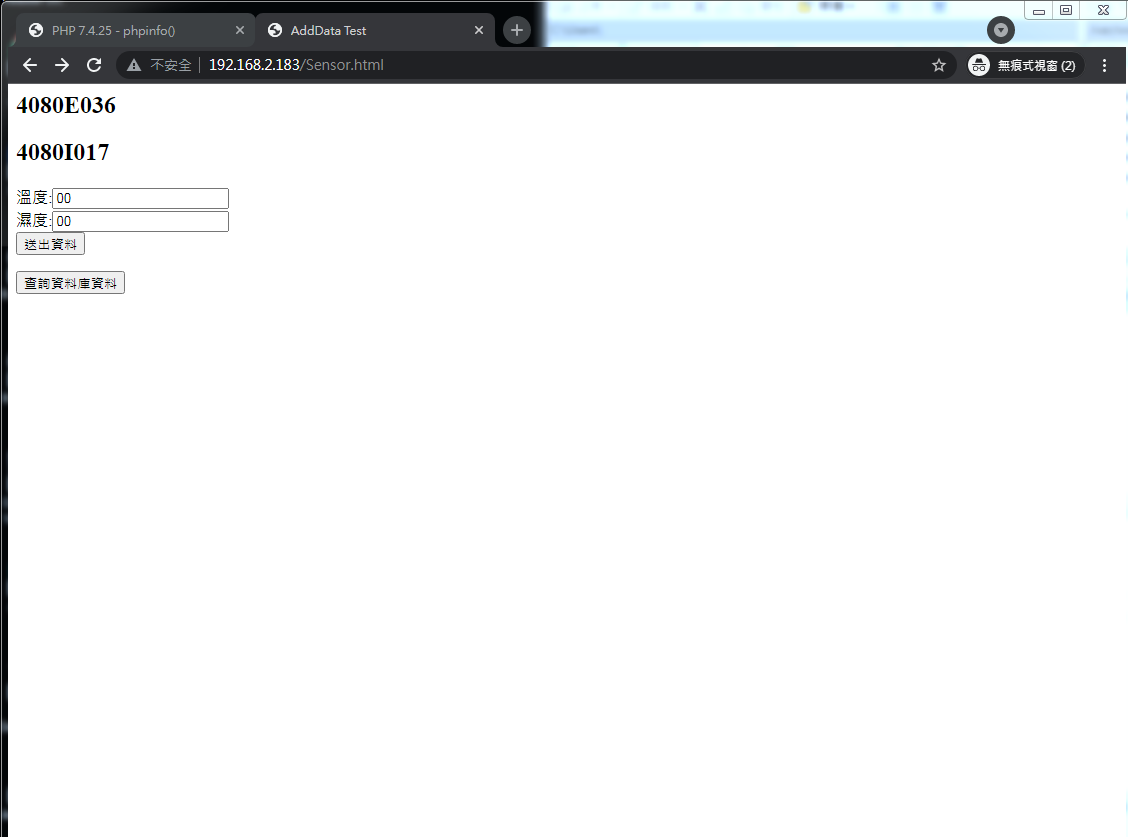 PHP 7.4.25 - phpinfo()
AddData Test
不安全 192.168.2.183/Sensor.html
無痕式視窗 (2)
4080E036
4080I017
溫度: 00
濕度: 00
送出資料
查詢資料庫資料